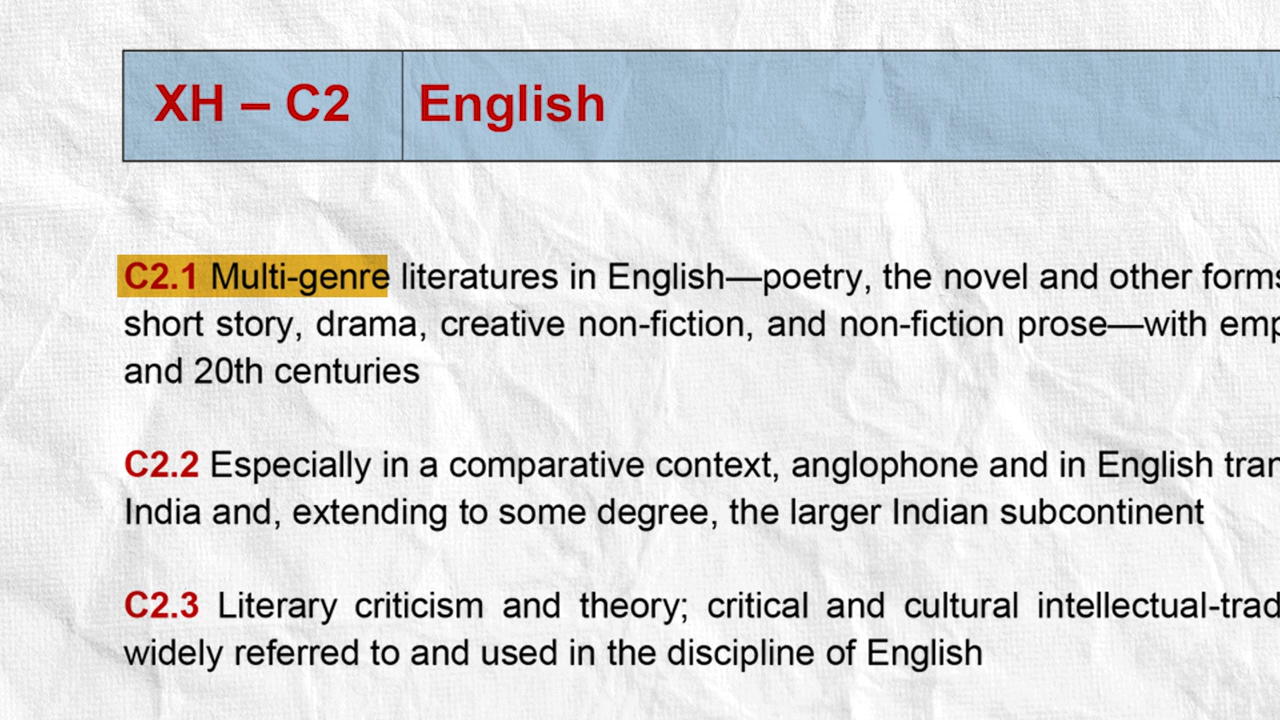 XH – C2 English
C2.1 Multi-genre literatures in English—poetry, the novel and other forms
short story, drama, creative non-fiction, and non-fiction prose—with
and 20th centuries
C2.2 Especially in a comparative context, anglophone and in English
India and, extending to some degree, the larger Indian subcontinent
C2.3 Literary criticism and theory; critical and cultural
widely referred to and used in the discipline of English